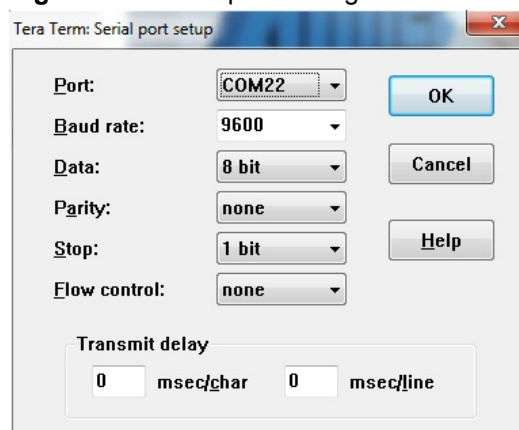 Tera Term: Serial port setup
x
Port: COM22 OK
Baud rate: 9600
Data: 8 bit Cancel
Parity: none
Stop: 1 bit Help
Flow control: none
Transmit delay
0 msec/char 0 msec/line